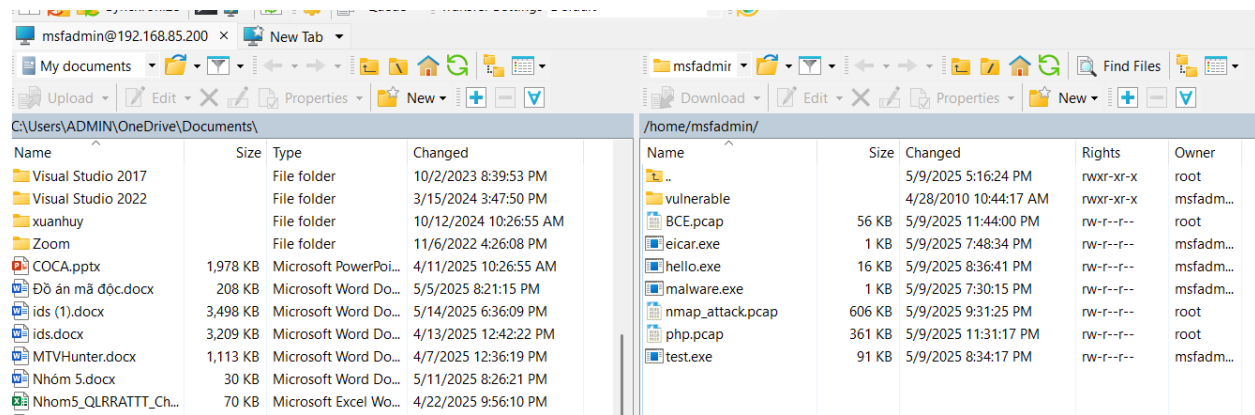 msfadmin@192.168.85.200 × New Tab
My documents
msfadmir Find Files
Upload Edit Properties New
Download Edit Properties New
C:\Users\ADMIN\OneDrive\Documents\
/home/msfadmin/
Name Size Type Changed
Visual Studio 2017 File folder 10/2/2023 8:39:53 PM
Visual Studio 2022 File folder 3/15/2024 3:47:50 PM
xuanhuy File folder 10/12/2024 10:26:55 AM
Zoom File folder 11/6/2022 4:26:08 PM
COCA.pptx 1,978 KB Microsoft PowerPoi... 4/11/2025 10:26:55 AM
Đồ án mã độc.docx 208 KB Microsoft Word Do... 5/5/2025 8:21:15 PM
ids (1).docx 3,498 KB Microsoft Word Do... 5/14/2025 6:36:09 PM
ids.docx 3,209 KB Microsoft Word Do... 4/13/2025 12:42:22 PM
MTVHunter.docx 1,113 KB Microsoft Word Do... 4/7/2025 12:36:19 PM
Nhóm 5.docx 30 KB Microsoft Word Do... 5/11/2025 8:26:21 PM
Nhom5_QLRRATTT_Ch... 70 KB Microsoft Excel Wo... 4/22/2025 9:56:10 PM
Name Size Changed Rights Owner
.. 5/9/2025 5:16:24 PM rwxr-xr-x root
vulnerable 4/28/2010 10:44:17 AM rwxr-xr-x msfadm...
BCE.pcap 56 KB 5/9/2025 11:44:00 PM rw-r--r-- root
eicar.exe 1 KB 5/9/2025 7:48:34 PM rw-r--r-- msfadm...
hello.exe 16 KB 5/9/2025 8:36:41 PM rw-r--r-- msfadm...
malware.exe 1 KB 5/9/2025 7:30:15 PM rw-r--r-- msfadm...
nmap_attack.pcap 606 KB 5/9/2025 9:31:25 PM rw-r--r-- root
php.pcap 361 KB 5/9/2025 11:31:17 PM rw-r--r-- root
test.exe 91 KB 5/9/2025 8:34:17 PM rw-r--r-- msfadm...